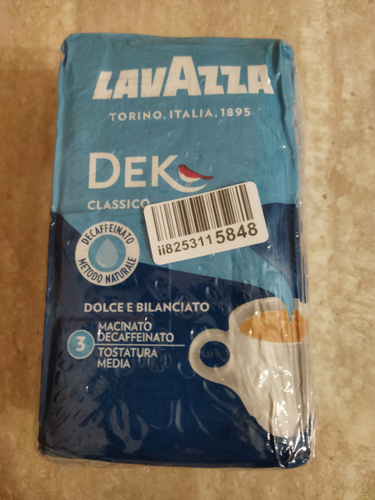 LAVAZZA
TORINO, ITALIA, 1895
DEK
CLASSICO
ii8253115848
DECAFFEINATO
METODO NATURALE
DOLCE E BILANCIATO
3
MACINATO
DECAFFEINATO
TOSTATURA
MEDIA